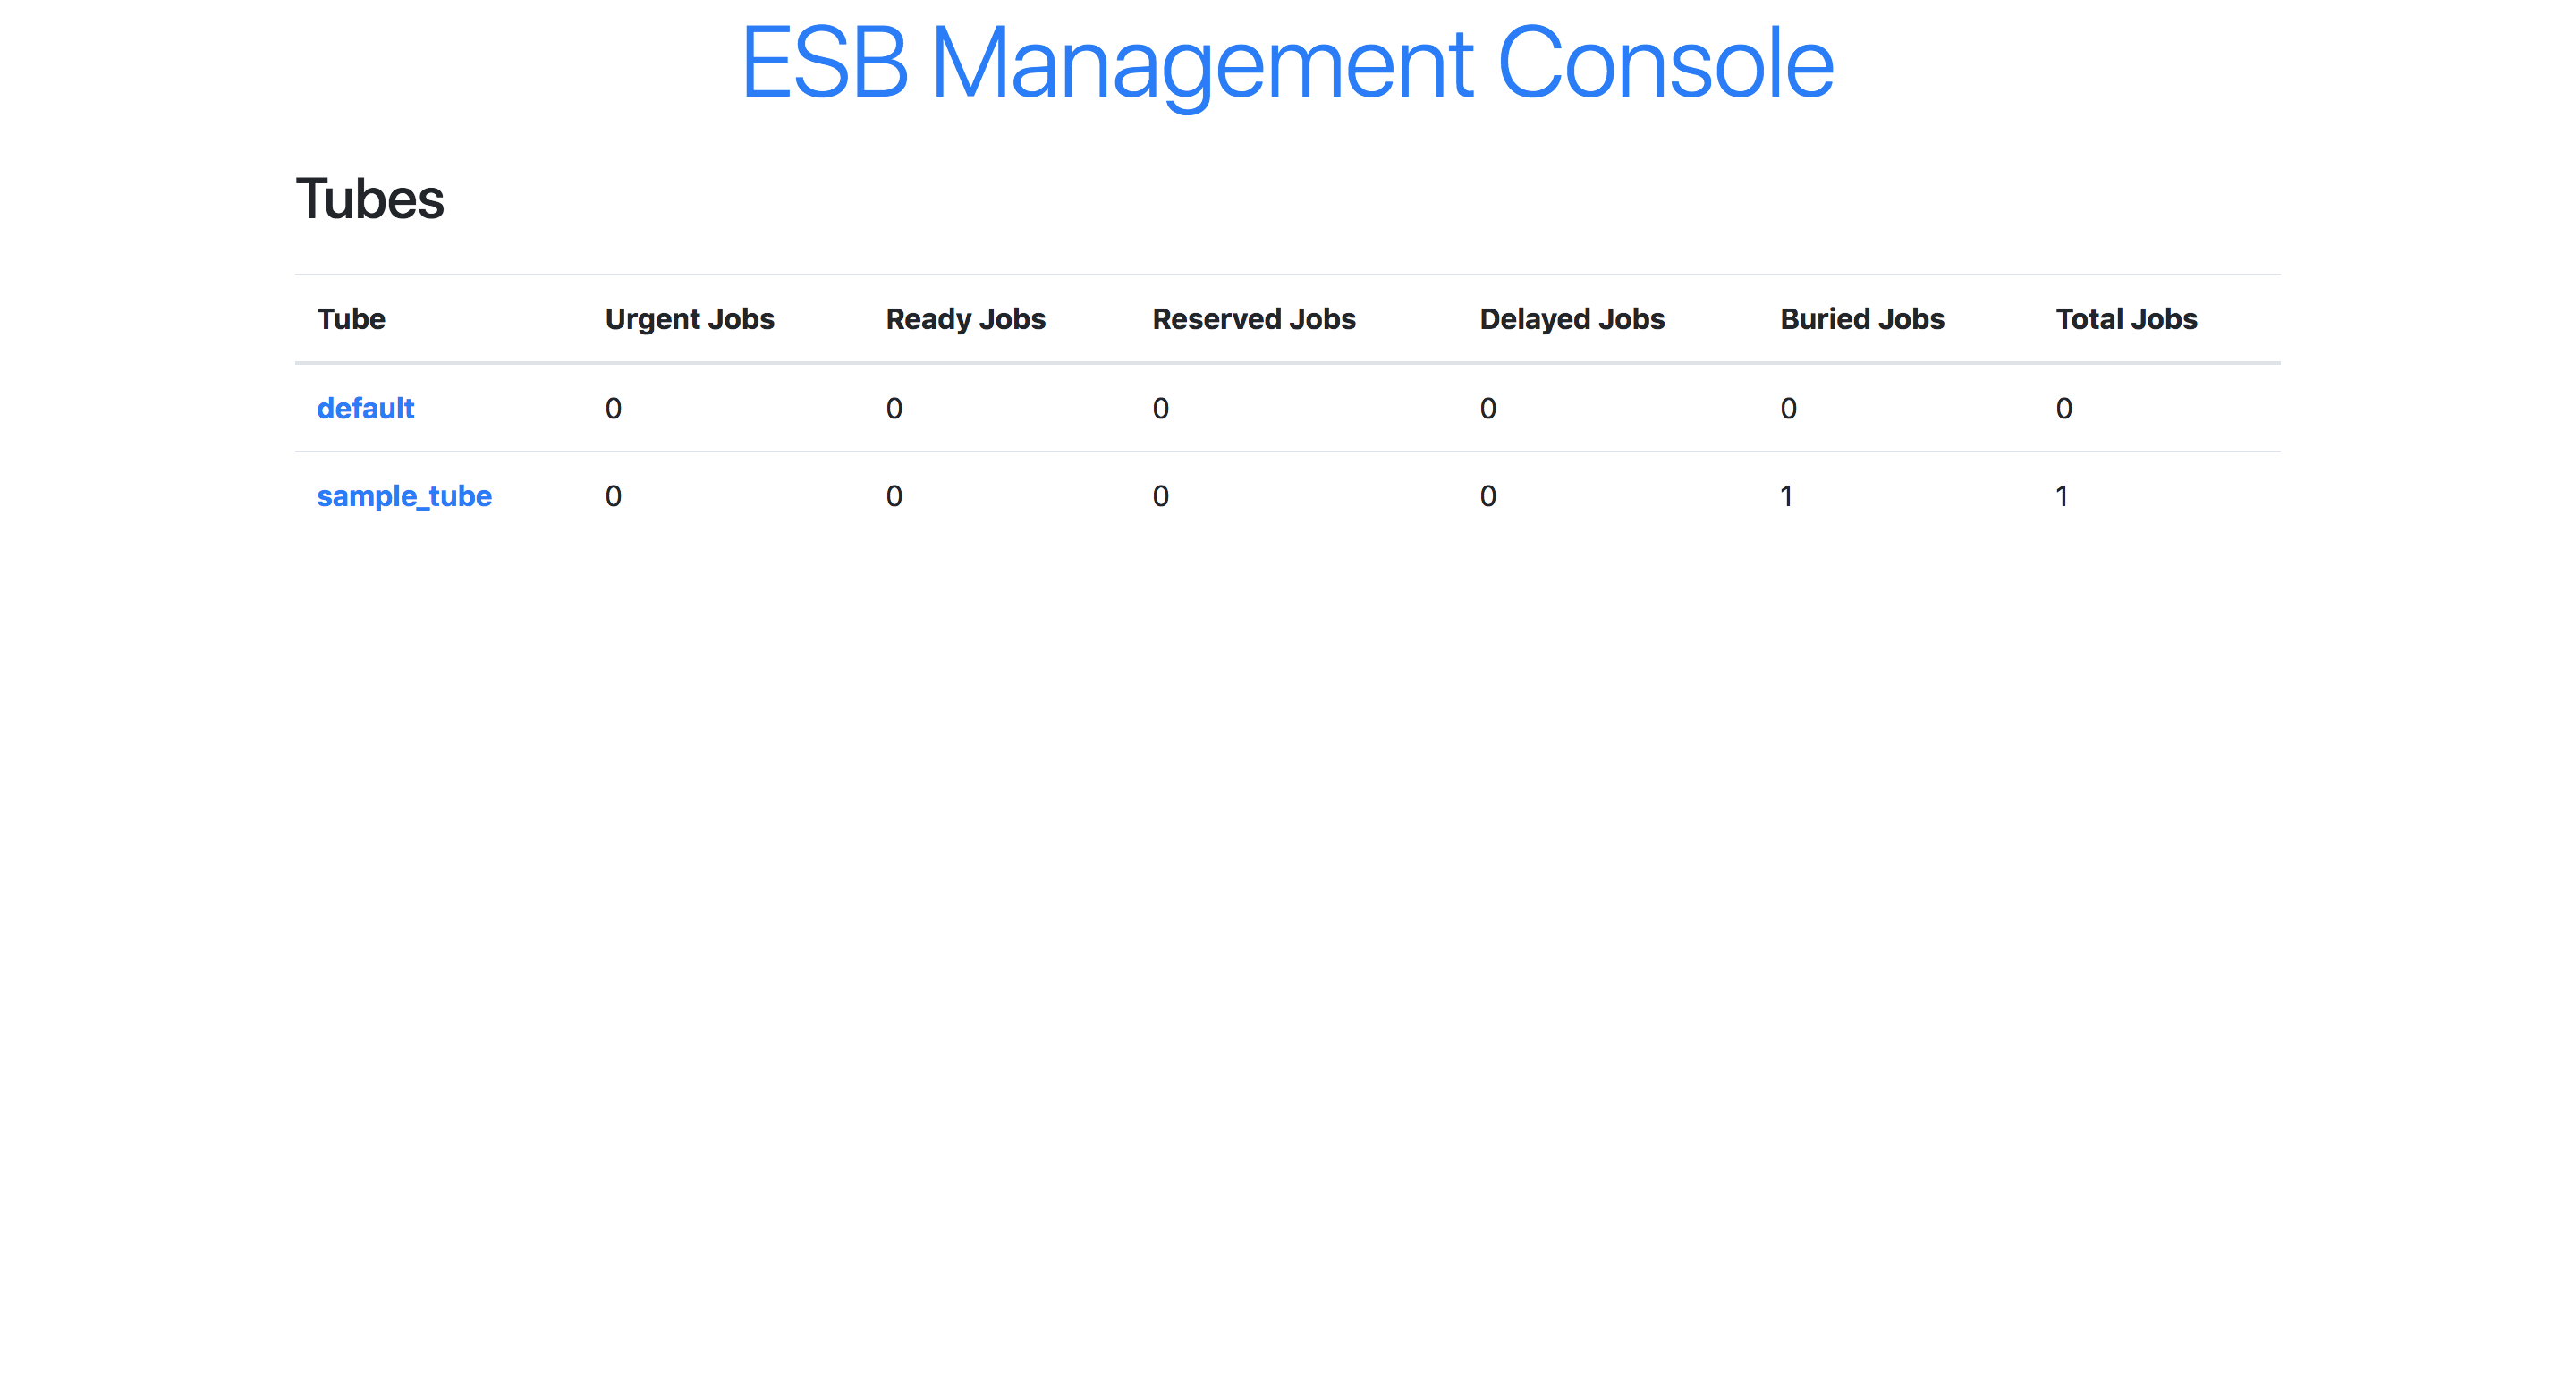 ESB Management Console
Tubes
Tube Urgent Jobs Ready Jobs Reserved Jobs Delayed Jobs Buried Jobs Total Jobs
default 0 0 0 0 0 0
sample_tube 0 0 0 0 1 1